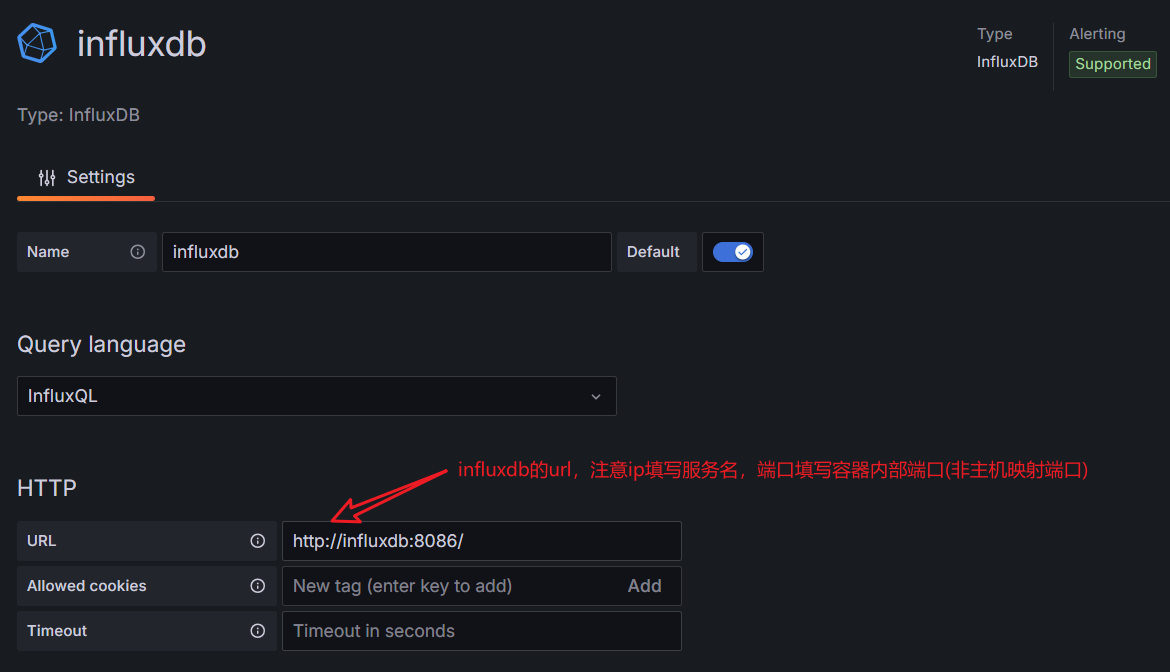 influxdb
Type
Alerting
InfluxDB
Supported
Type: InfluxDB
Settings
Name
influxdb
Default
Query language
InfluxQL
influxdb的url，注意ip填写服务名，端口填写容器内部端口(非主机映射端口)
HTTP
URL
http://influxdb:8086/
Allowed cookies
New tag (enter key to add)
Add
Timeout
Timeout in seconds